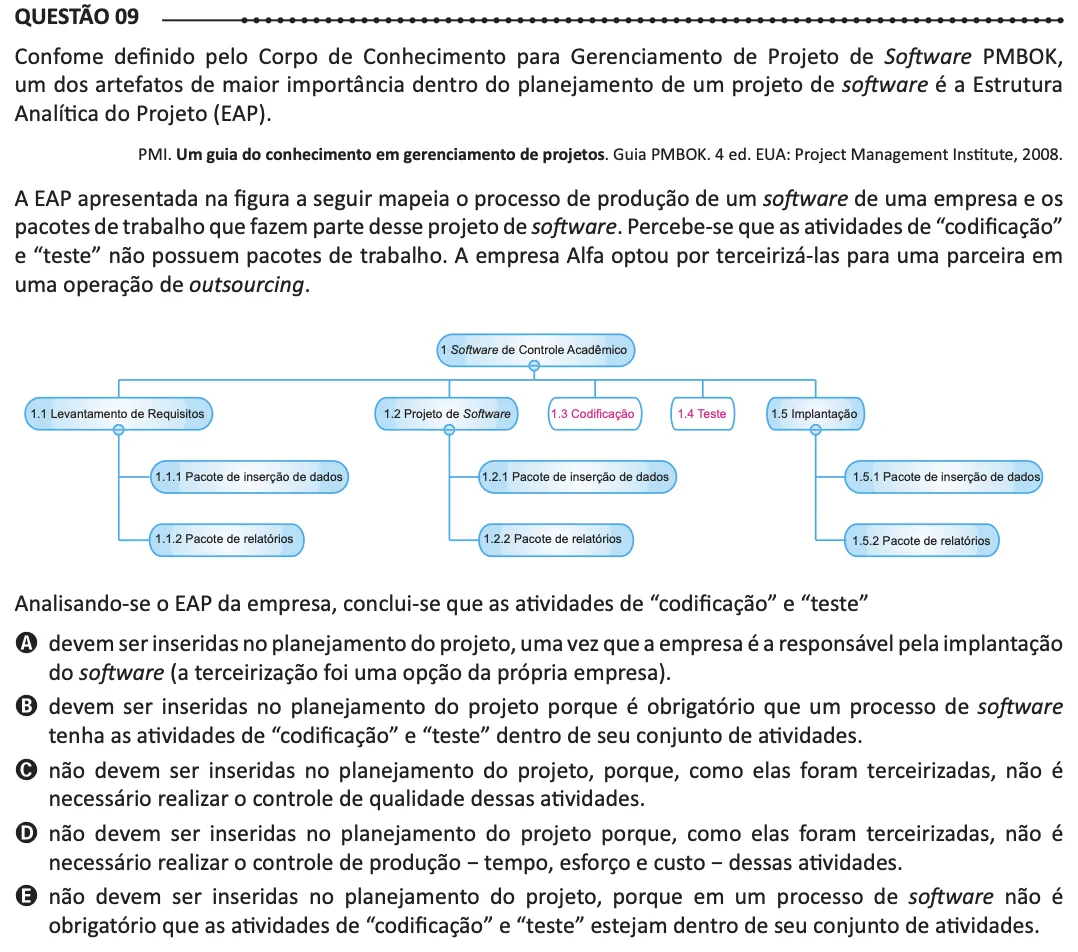 QUESTÃO 09
Confome definido pelo Corpo de Conhecimento para Gerenciamento de Projeto de Software PMBOK,
um dos artefatos de maior importância dentro do planejamento de um projeto de software é a Estrutura
Analítica do Projeto (EAP).
PMI. Um guia do conhecimento em gerenciamento de projetos. Guia PMBOK. 4 ed. EUA: Project Management Institute, 2008.
A EAP apresentada na figura a seguir mapeia o processo de produção de um software de uma empresa e os
pacotes de trabalho que fazem parte desse projeto de software. Percebe-se que as atividades de “codificação”
e “teste” não possuem pacotes de trabalho. A empresa Alfa optou por terceirizá-las para uma parceira em
uma operação de outsourcing.
1 Software de Controle Acadêmico
1.1 Levantamento de Requisitos
1.2 Projeto de Software
1.3 Codificação
1.4 Teste
1.5 Implantação
1.1.1 Pacote de inserção de dados
1.2.1 Pacote de inserção de dados
1.5.1 Pacote de inserção de dados
1.1.2 Pacote de relatórios
1.2.2 Pacote de relatórios
1.5.2 Pacote de relatórios
Analisando-se o EAP da empresa, conclui-se que as atividades de “codificação” e “teste”
A devem ser inseridas no planejamento do projeto, uma vez que a empresa é a responsável pela implantação
do software (a terceirização foi uma opção da própria empresa).
B devem ser inseridas no planejamento do projeto porque é obrigatório que um processo de software
tenha as atividades de “codificação” e “teste” dentro de seu conjunto de atividades.
C não devem ser inseridas no planejamento do projeto, porque, como elas foram terceirizadas, não é
necessário realizar o controle de qualidade dessas atividades.
D não devem ser inseridas no planejamento do projeto porque, como elas foram terceirizadas, não é
necessário realizar o controle de produção − tempo, esforço e custo − dessas atividades.
E não devem ser inseridas no planejamento do projeto, porque em um processo de software não é
obrigatório que as atividades de “codificação” e “teste” estejam dentro de seu conjunto de atividades.